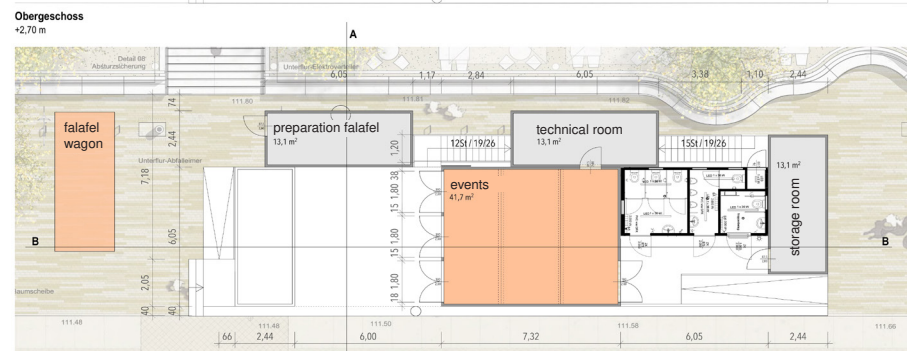 Obergeschoss
+2,70 m
A
Detail 68
Absturzsicherung
Unterflur-Elektroverteiler
6,05 1,17 2,84 6,05 3,38 1,10 2,44
111.80 111.81 111.82
74
falafel
wagon
preparation falafel
13,1 m²
technical room
13,1 m²
12St / 19/26
15St / 19/26
2,44
1,20
Unterflur-Abfalleimer
7,18
events
41,7 m²
13,1 m²
storage room
38
1,80
15
1,80
15
1,80
18
6,05
B B
2,05
40 40
111.48 111.48 111.50 111.58 111.66
66 2,44 6,00 7,32 6,05 2,44